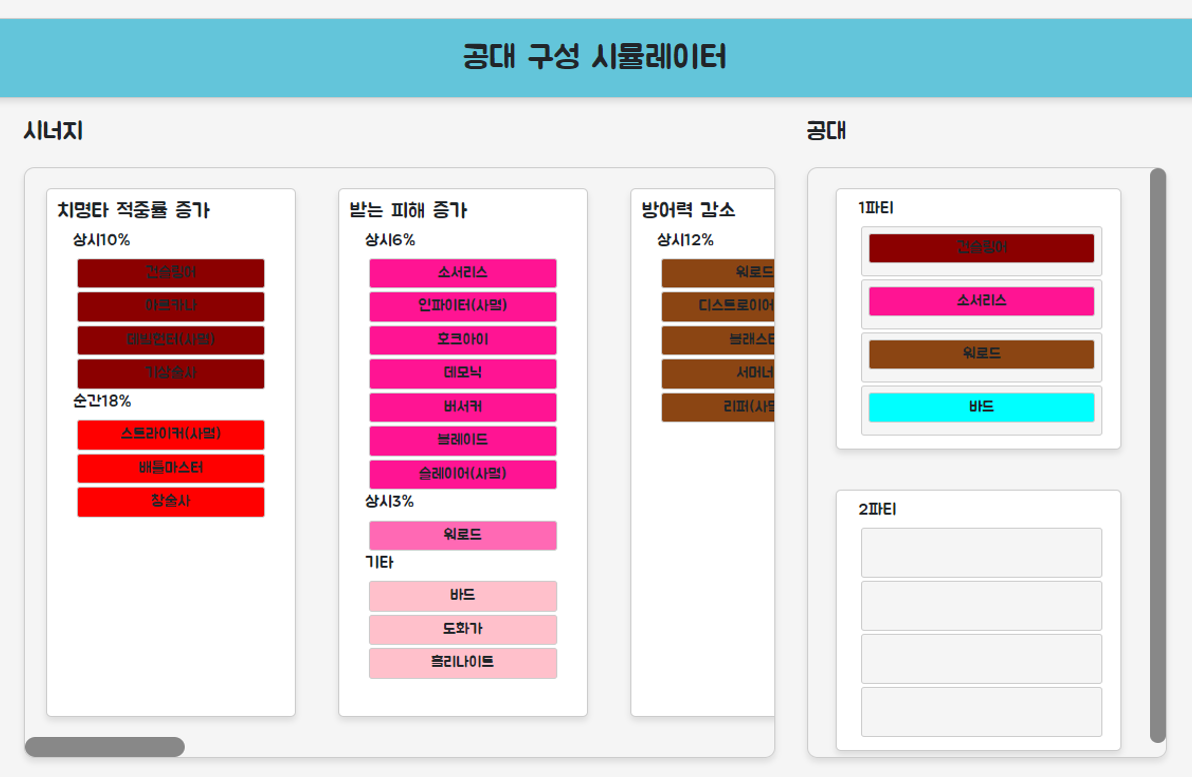 공대 구성 시뮬레이터
시너지
치명타 적중률 증가
상시10%
건슬링어
아르카나
데빌헌터(사멸)
기상술사
순간18%
스트라이커(사멸)
배틀마스터
창술사
받는 피해 증가
상시6%
소서리스
인파이터(사멸)
호크아이
데모닉
버서커
블레이드
슬레이어(사멸)
상시3%
워로드
기타
바드
도화가
홀리나이트
방어력 감소
상시12%
워로드
디스트로이어
블래스터
서머너
리퍼(사멸
공대
1파티
건슬링어
소서리스
워로드
바드
2파티